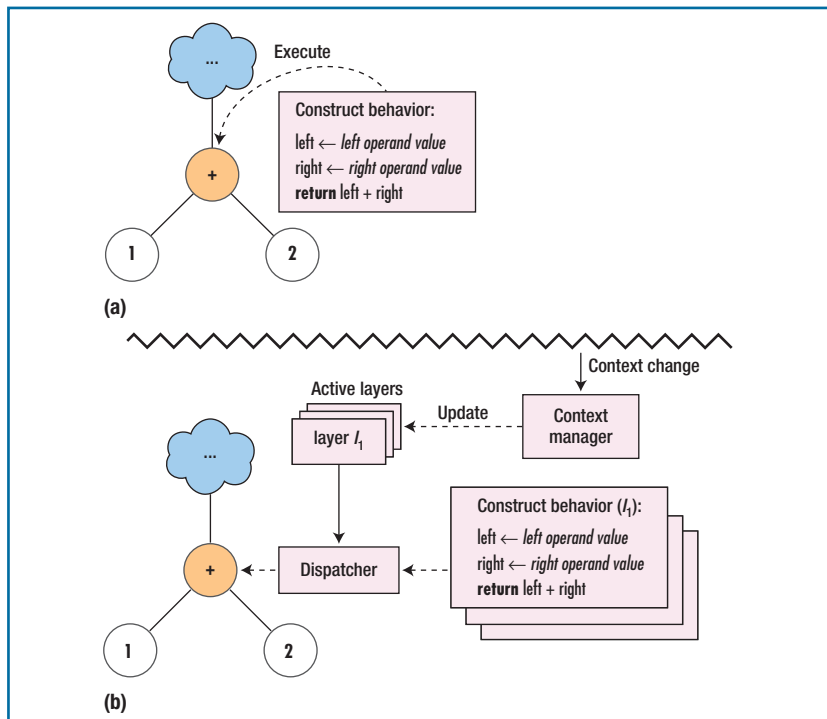 ...
Execute
Construct behavior:
left ← left operand value
right ← right operand value
return left + right
+
1
2
(a)
Context change
Active layers
Update
Context
manager
layer l1
...
Construct behavior (l1):
left ← left operand value
right ← right operand value
return left + right
Dispatcher
+
1
2
(b)